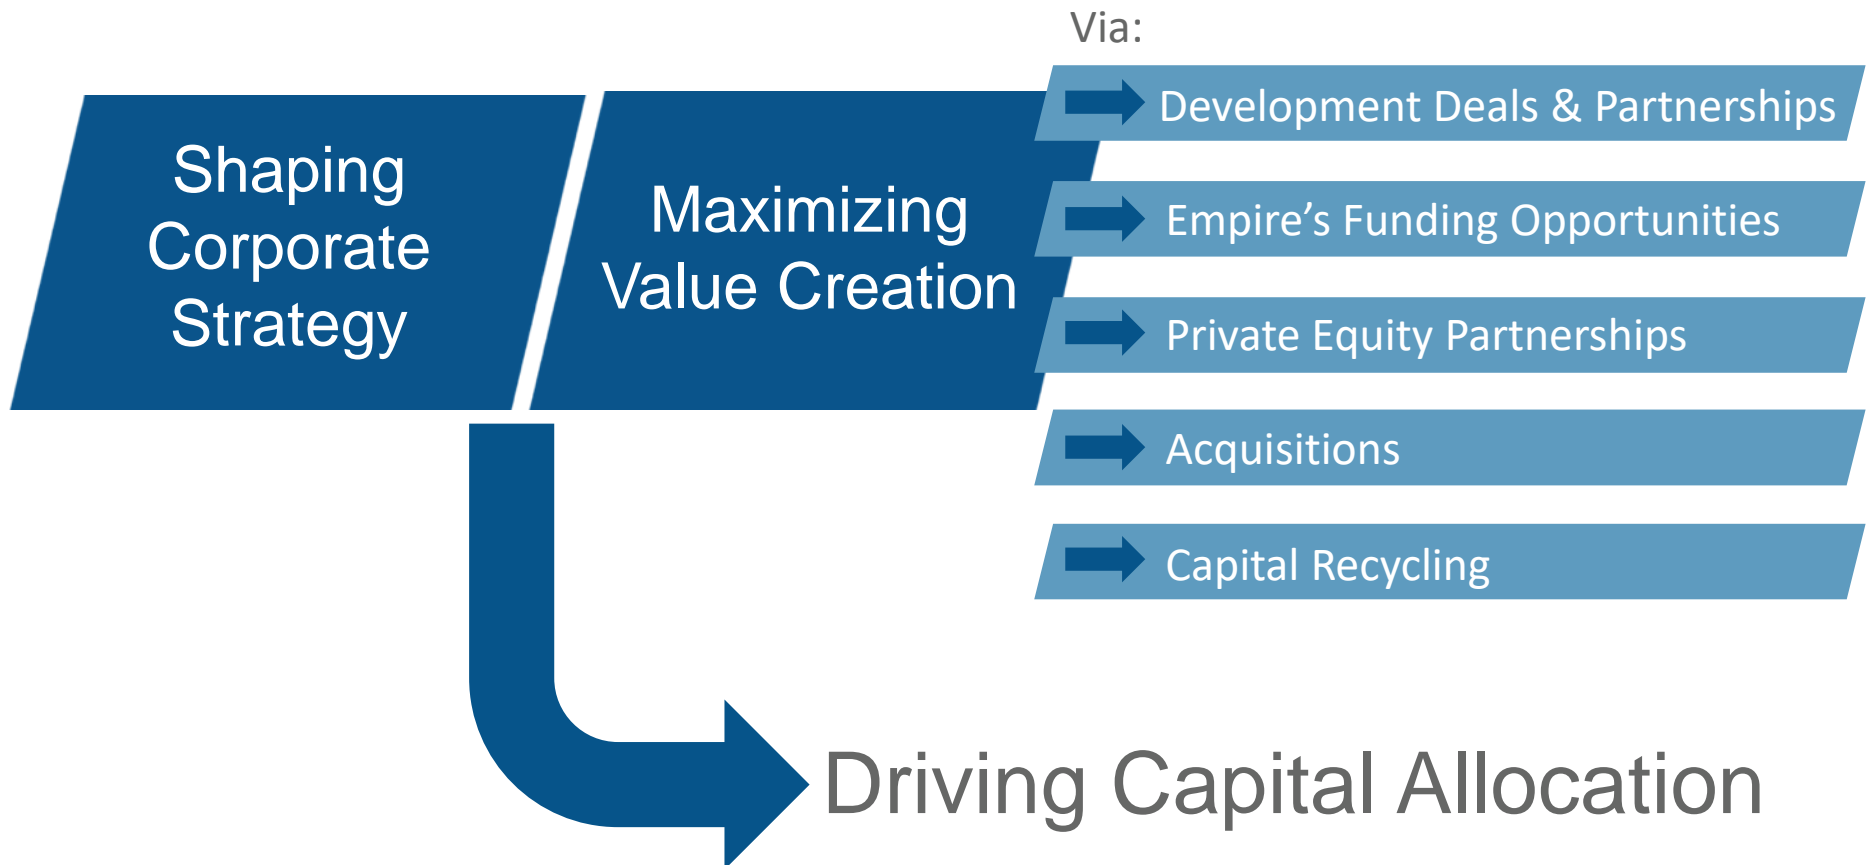 Shaping
Corporate
Strategy
Maximizing
Value Creation
Via:
Development Deals & Partnerships
Empire’s Funding Opportunities
Private Equity Partnerships
Acquisitions
Capital Recycling
Driving Capital Allocation